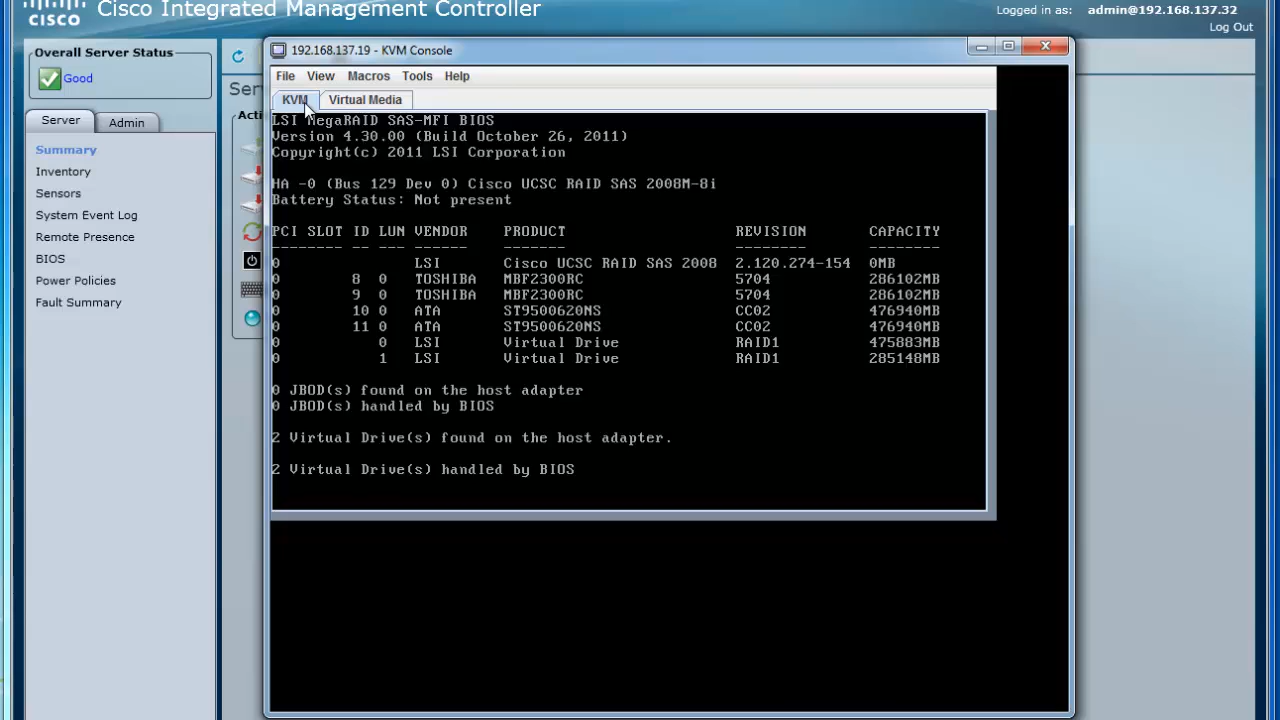 CISCO
Cisco Integrated Management Controller
Logged in as: admin@192.168.137.32
Log Out
Overall Server Status
Good
Server Admin
Summary
Inventory
Sensors
System Event Log
Remote Presence
BIOS
Power Policies
Fault Summary
Ser
Acti
192.168.137.19 - KVM Console
File View Macros Tools Help
KVM Virtual Media
LSI MegaRAID SAS-MFI BIOS
Version 4.30.00 (Build October 26, 2011)
Copyright(c) 2011 LSI Corporation
HA -0 (Bus 129 Dev 0) Cisco UCSC RAID SAS 2008M-8i
Battery Status: Not present
PCI SLOT ID LUN VENDOR PRODUCT REVISION CAPACITY
-------- -- --- ------ ------- -------- --------
0 LSI Cisco UCSC RAID SAS 2008 2.120.274-154 0MB
0 8 0 TOSHIBA MBF2300RC 5704 286102MB
0 9 0 TOSHIBA MBF2300RC 5704 286102MB
0 10 0 ATA ST9500620NS CC02 476940MB
0 11 0 ATA ST9500620NS CC02 476940MB
0 0 LSI Virtual Drive RAID1 475883MB
0 1 LSI Virtual Drive RAID1 285148MB
0 JBOD(s) found on the host adapter
0 JBOD(s) handled by BIOS
2 Virtual Drive(s) found on the host adapter.
2 Virtual Drive(s) handled by BIOS